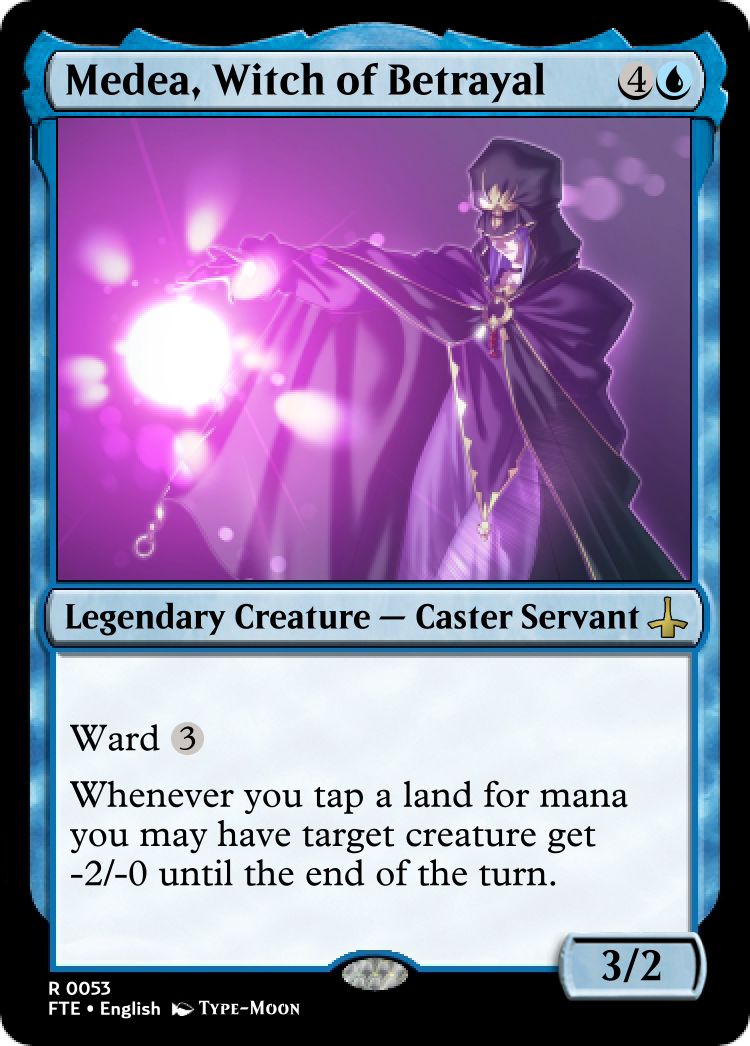 Medea, Witch of Betrayal 4
Legendary Creature — Caster Servant
Ward 3
Whenever you tap a land for mana
you may have target creature get
-2/-0 until the end of the turn.
3/2
R 0053
FTE • English Type-Moon